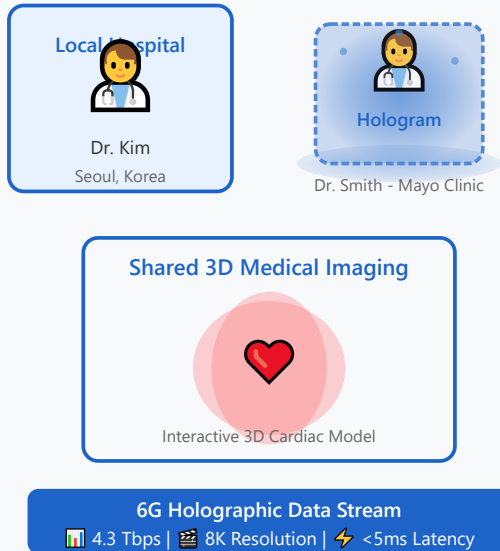 Local Hospital
Dr. Kim
Seoul, Korea
Hologram
Dr. Smith - Mayo Clinic
Shared 3D Medical Imaging
Interactive 3D Cardiac Model
6G Holographic Data Stream
📊 4.3 Tbps | 🎬 8K Resolution | ⚡ <5ms Latency